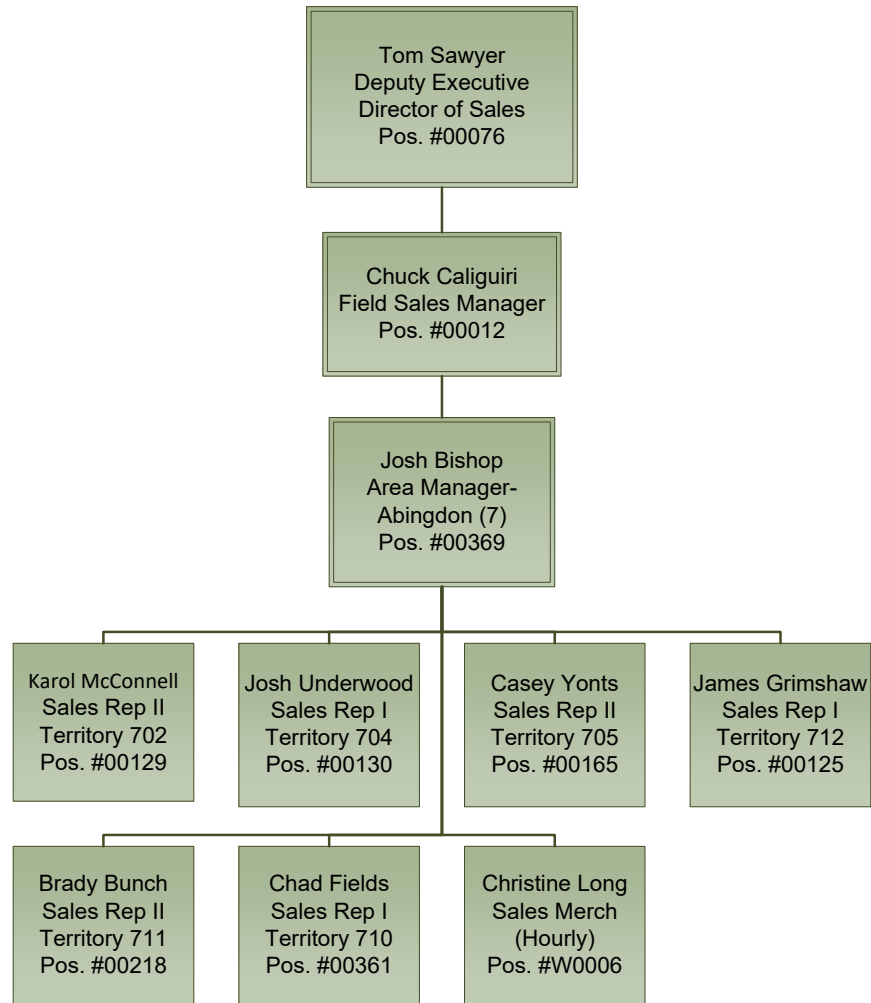 Tom Sawyer
Deputy Executive
Director of Sales
Pos. #00076
Chuck Caliguiri
Field Sales Manager
Pos. #00012
Josh Bishop
Area Manager-
Abingdon (7)
Pos. #00369
Karol McConnell
Sales Rep II
Territory 702
Pos. #00129
Josh Underwood
Sales Rep I
Territory 704
Pos. #00130
Casey Yonts
Sales Rep II
Territory 705
Pos. #00165
James Grimshaw
Sales Rep I
Territory 712
Pos. #00125
Brady Bunch
Sales Rep II
Territory 711
Pos. #00218
Chad Fields
Sales Rep I
Territory 710
Pos. #00361
Christine Long
Sales Merch
(Hourly)
Pos. #W0006